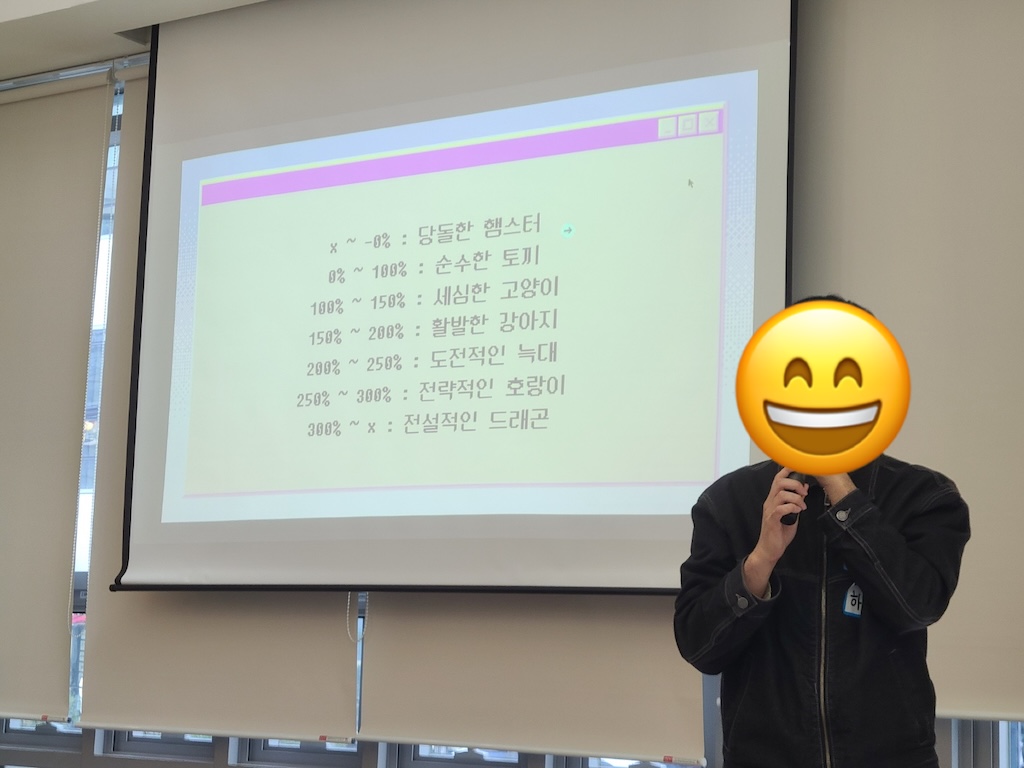 x ~ -0% : 당돌한 햄스터
0% ~ 100% : 순수한 토끼
100% ~ 150% : 세심한 고양이
150% ~ 200% : 활발한 강아지
200% ~ 250% : 도전적인 늑대
250% ~ 300% : 전략적인 호랑이
300% ~ x : 전설적인 드래곤
하